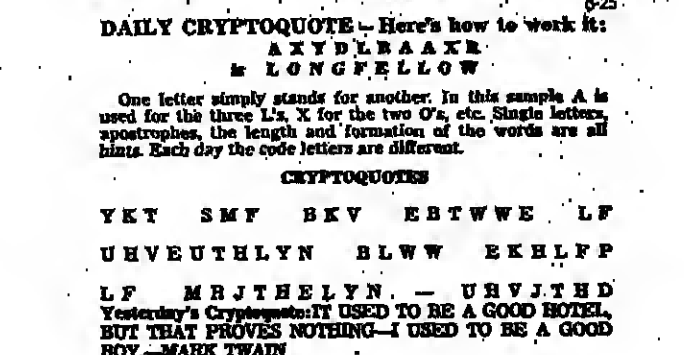 6-25
DAILY CRYPTOQUOTE – Here's how to work it:
A X Y D L B A A X R
is L O N G F E L L O W
One letter simply stands for another. In this sample A is
used for the three L's, X for the two O's, etc. Single letters,
apostrophes, the length and formation of the words are all
hints. Each day the code letters are different.
CRYPTOQUOTES
Y K T S M F B K V E B T W W E L F
U H V E U T H L Y N B L W W E K H L F P
L F M R J T H E L Y N . — U H V J T H D
Yesterday's Cryptoquote: IT USED TO BE A GOOD HOTEL,
BUT THAT PROVES NOTHING—I USED TO BE A GOOD
BOY.—MARK TWAIN